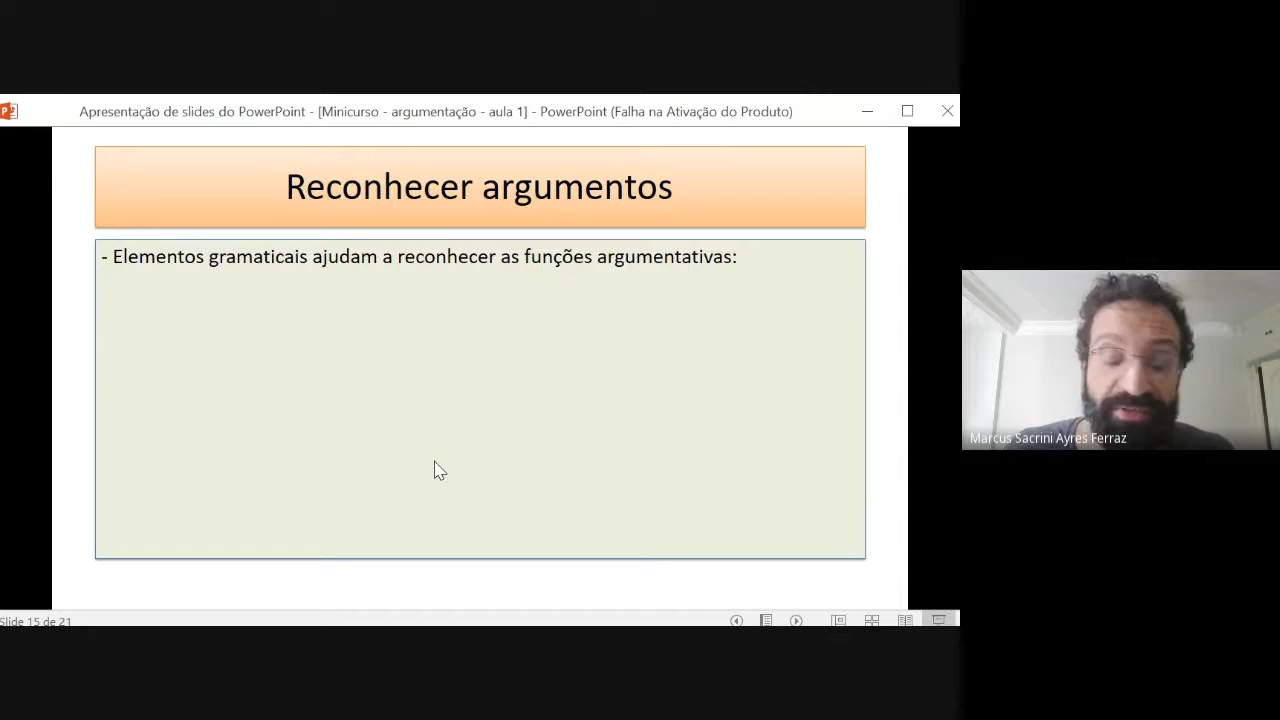 Apresentação de slides do PowerPoint - [Minicurso - argumentação - aula 1] - PowerPoint (Falha na Ativação do Produto)
Reconhecer argumentos
- Elementos gramaticais ajudam a reconhecer as funções argumentativas:
Marcus Sacrini Ayres Ferraz
Slide 15 de 21